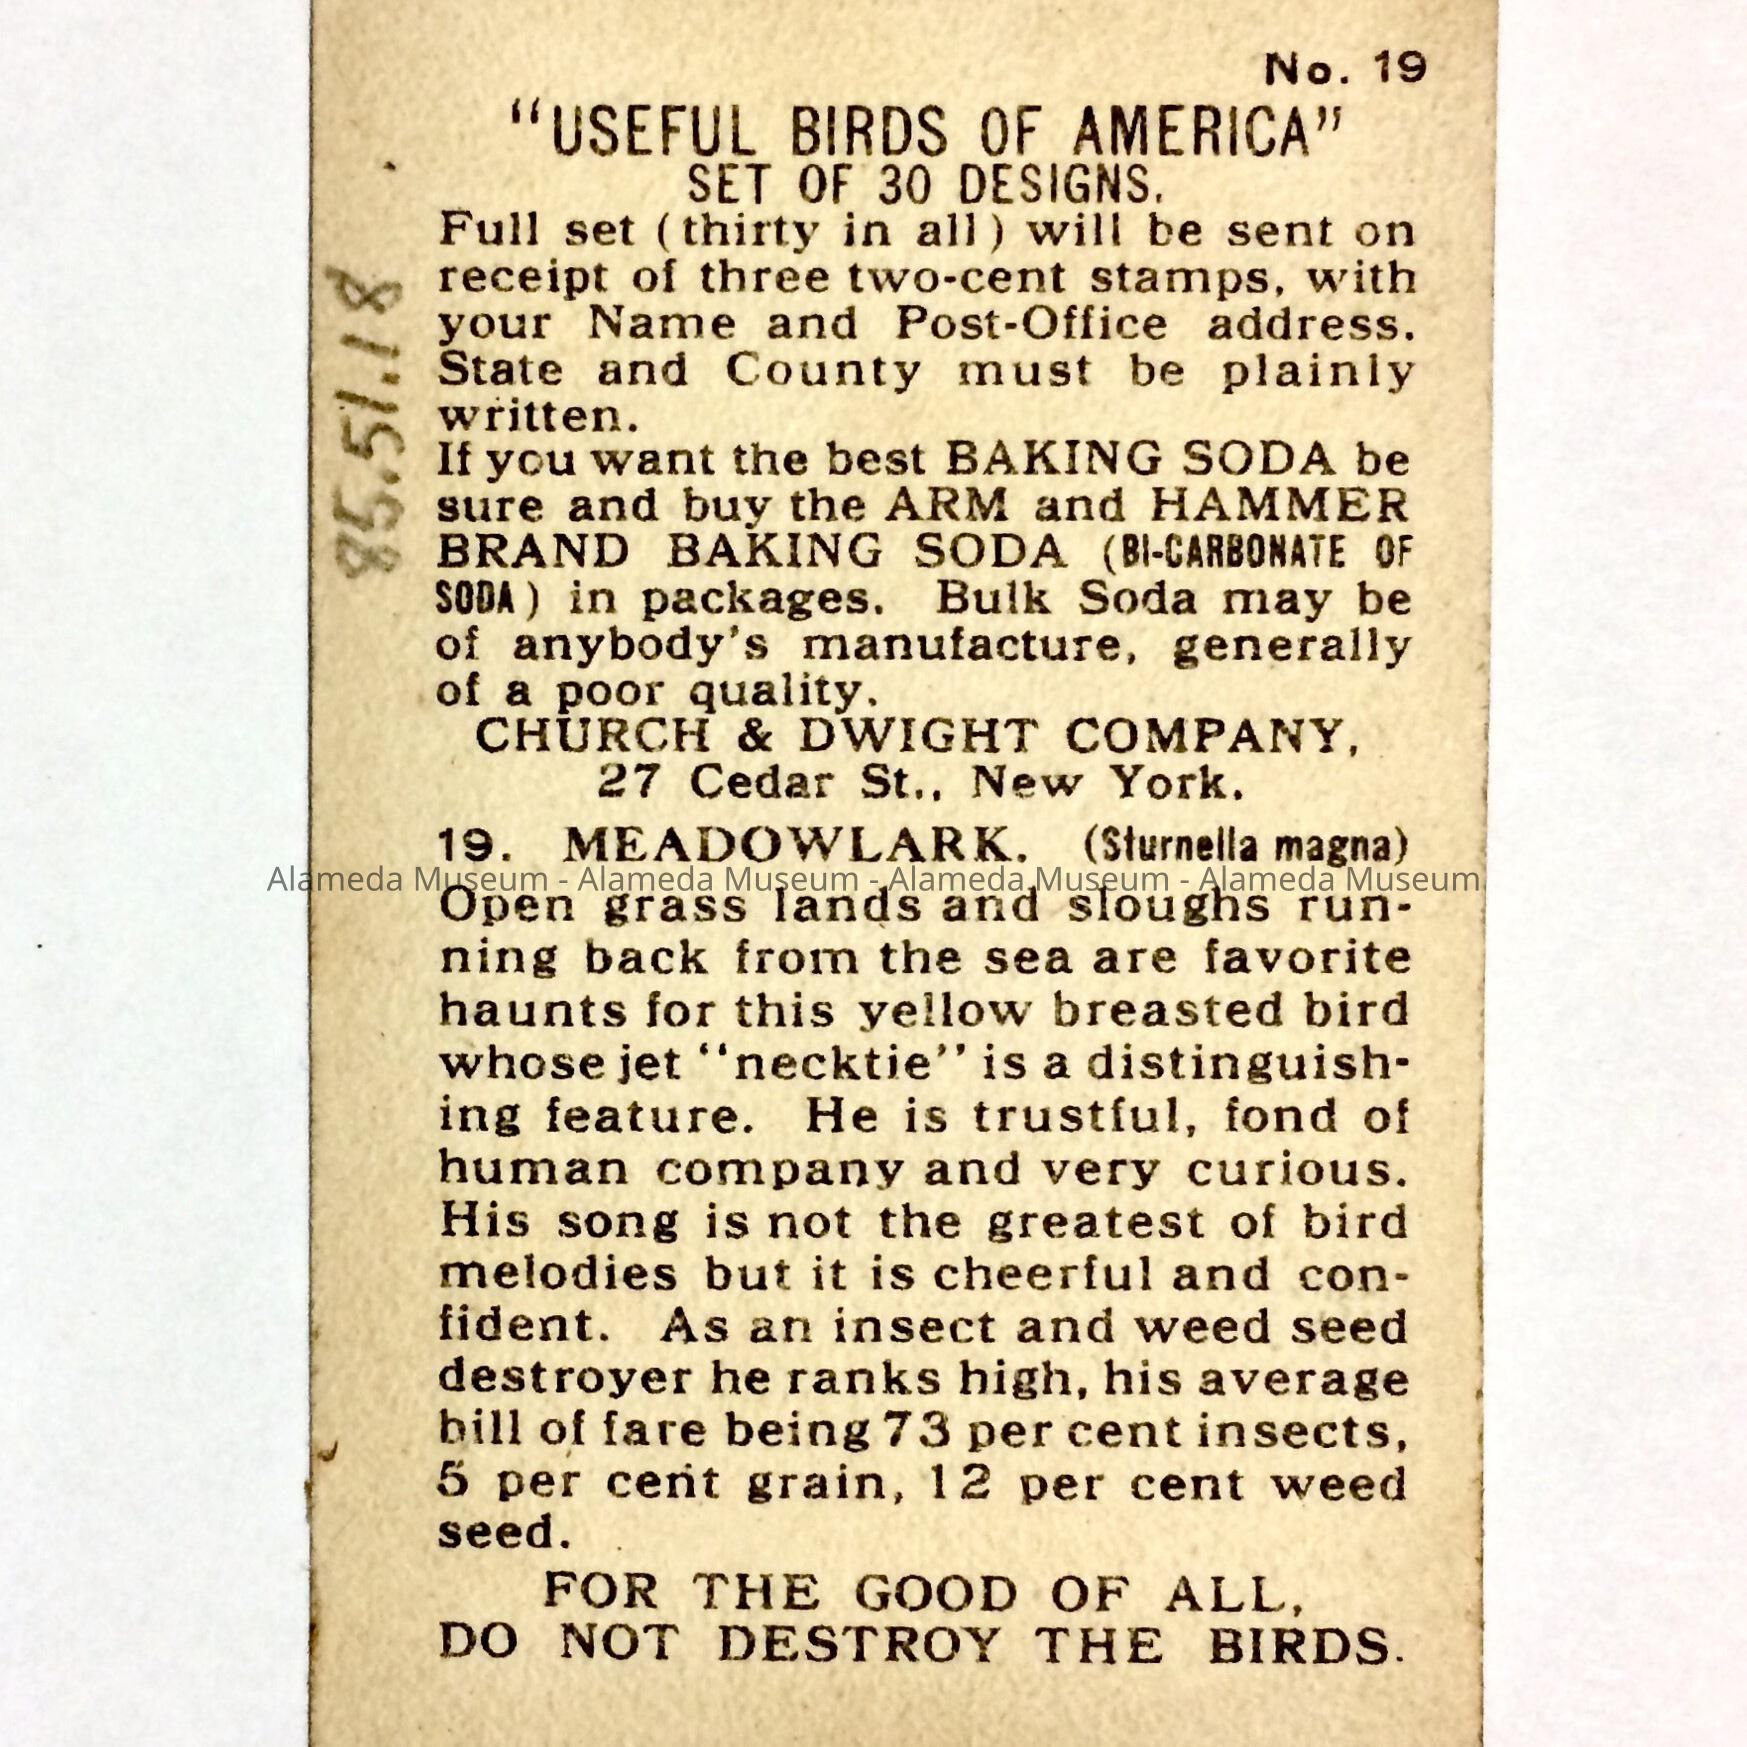 No. 19
“USEFUL BIRDS OF AMERICA”
SET OF 30 DESIGNS.
Full set (thirty in all) will be sent on
receipt of three two-cent stamps, with
your Name and Post-Office address.
State and County must be plainly
written.
If you want the best BAKING SODA be
sure and buy the ARM and HAMMER
BRAND BAKING SODA (BI-CARBONATE OF
SODA) in packages. Bulk Soda may be
of anybody's manufacture, generally
of a poor quality.
CHURCH & DWIGHT COMPANY,
27 Cedar St., New York.
19. MEADOWLARK. (Sturnella magna)
Alameda Museum - Alameda Museum - Alameda Museum - Alameda Museum
Open grass lands and sloughs run-
ning back from the sea are favorite
haunts for this yellow breasted bird
whose jet “necktie” is a distinguish-
ing feature. He is trustful, fond of
human company and very curious.
His song is not the greatest of bird
melodies but it is cheerful and con-
fident. As an insect and weed seed
destroyer he ranks high, his average
bill of fare being 73 per cent insects,
5 per cent grain, 12 per cent weed
seed.
FOR THE GOOD OF ALL,
DO NOT DESTROY THE BIRDS.
85.51.18